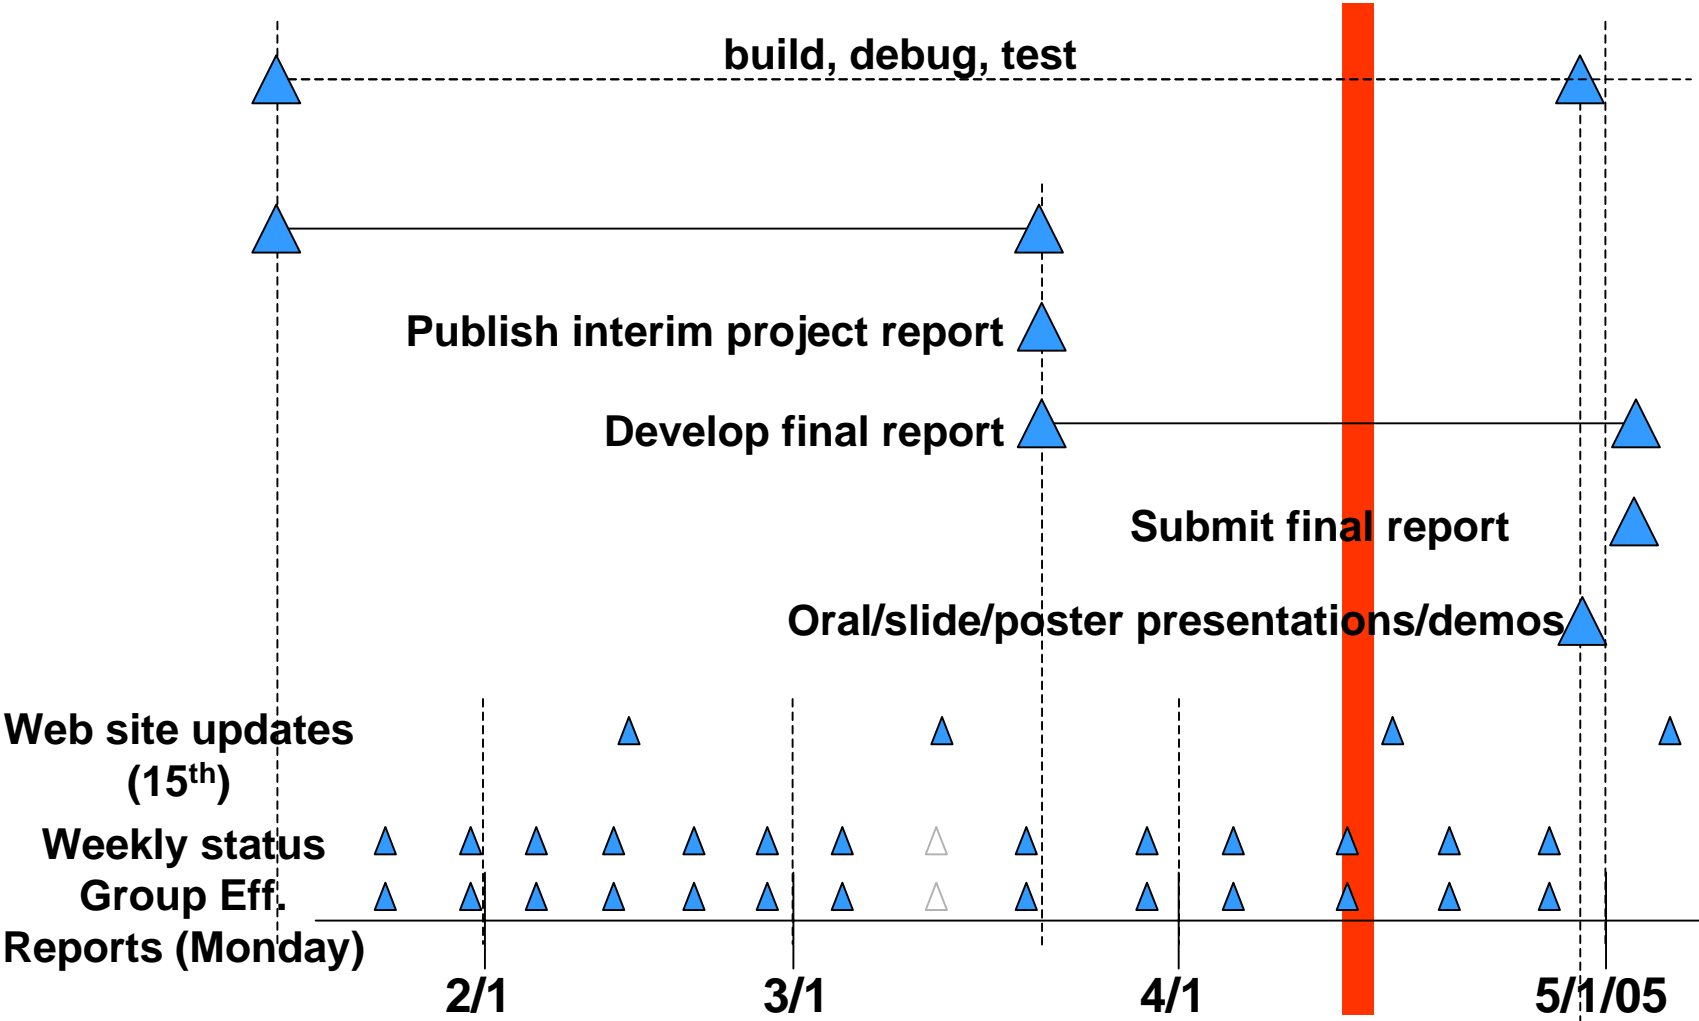 build, debug, test
Publish interim project report
Develop final report
Submit final report
Oral/slide/poster presentations/demos
Web site updates
(15th)
Weekly status
Group Eff.
Reports (Monday)
2/1 3/1 4/1 5/1/05